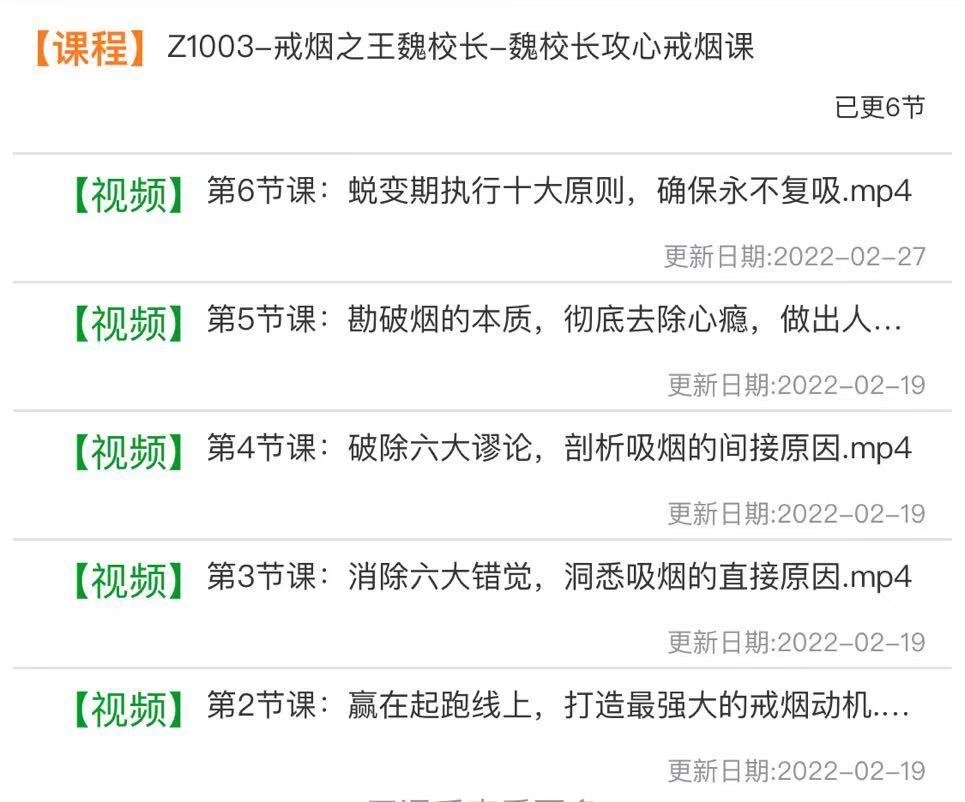 【课程】 Z1003-戒烟之王魏校长-魏校长攻心戒烟课
已更6节
【视频】 第6节课：蜕变期执行十大原则，确保永不复吸.mp4
更新日期:2022-02-27
【视频】 第5节课：勘破烟的本质，彻底去除心瘾，做出人...
更新日期:2022-02-19
【视频】 第4节课：破除六大谬论，剖析吸烟的间接原因.mp4
更新日期:2022-02-19
【视频】 第3节课：消除六大错觉，洞悉吸烟的直接原因.mp4
更新日期:2022-02-19
【视频】 第2节课：赢在起跑线上，打造最强大的戒烟动机....
更新日期:2022-02-19